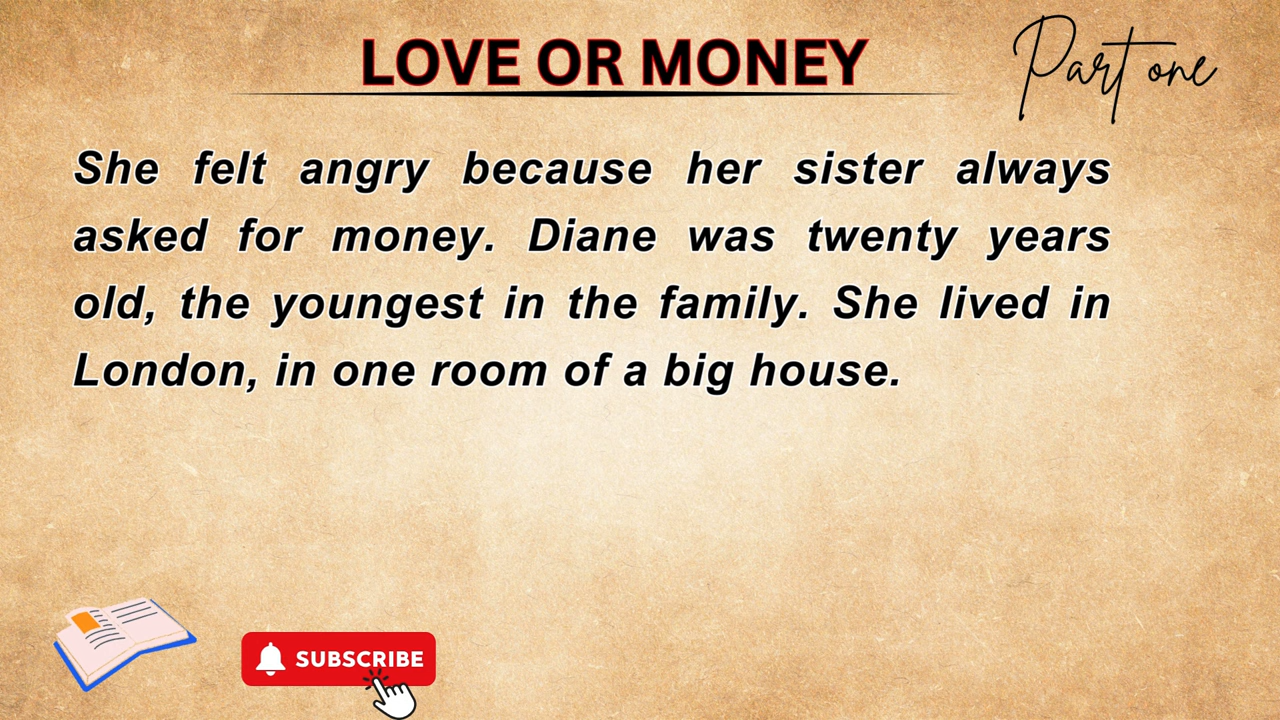 LOVE OR MONEY
Part one
She felt angry because her sister always
asked for money. Diane was twenty years
old, the youngest in the family. She lived in
London, in one room of a big house.
SUBSCRIBE